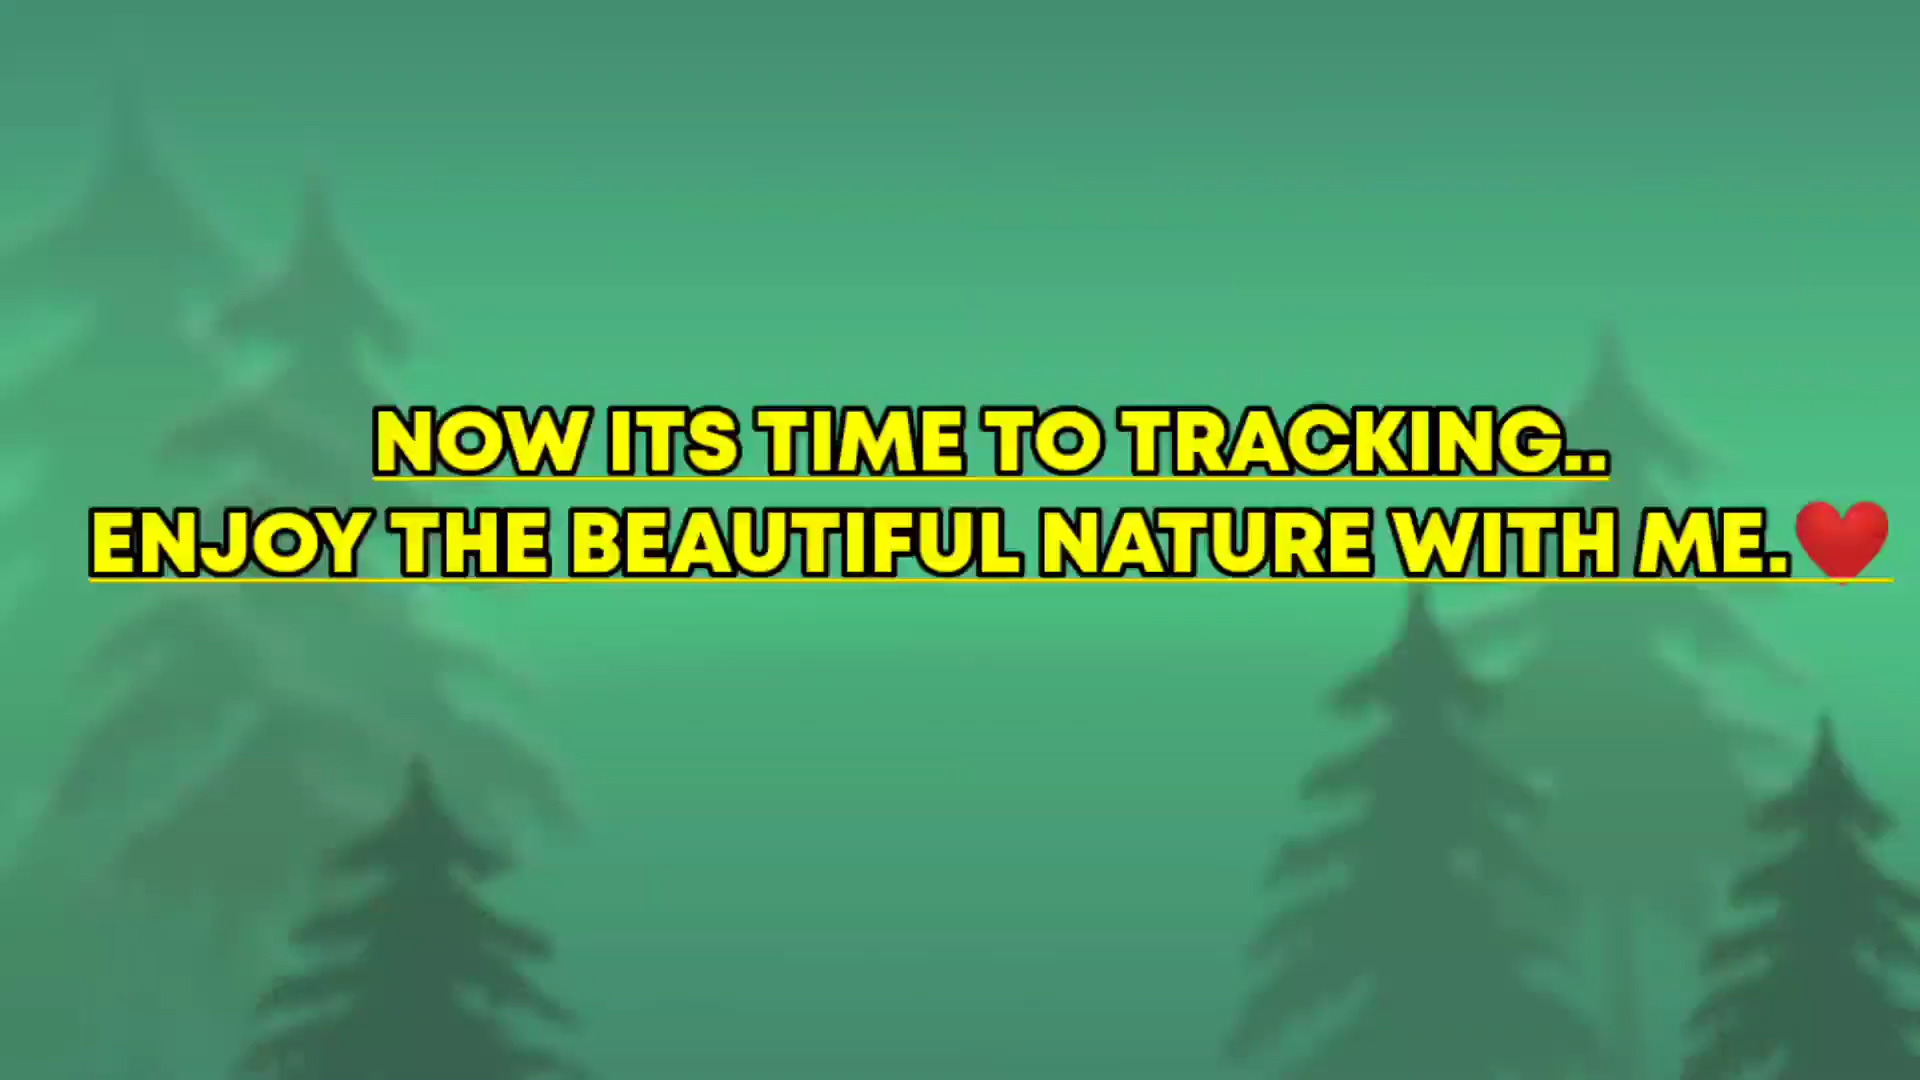 NOW ITS TIME TO TRACKING..
ENJOY THE BEAUTIFUL NATURE WITH ME.❤️